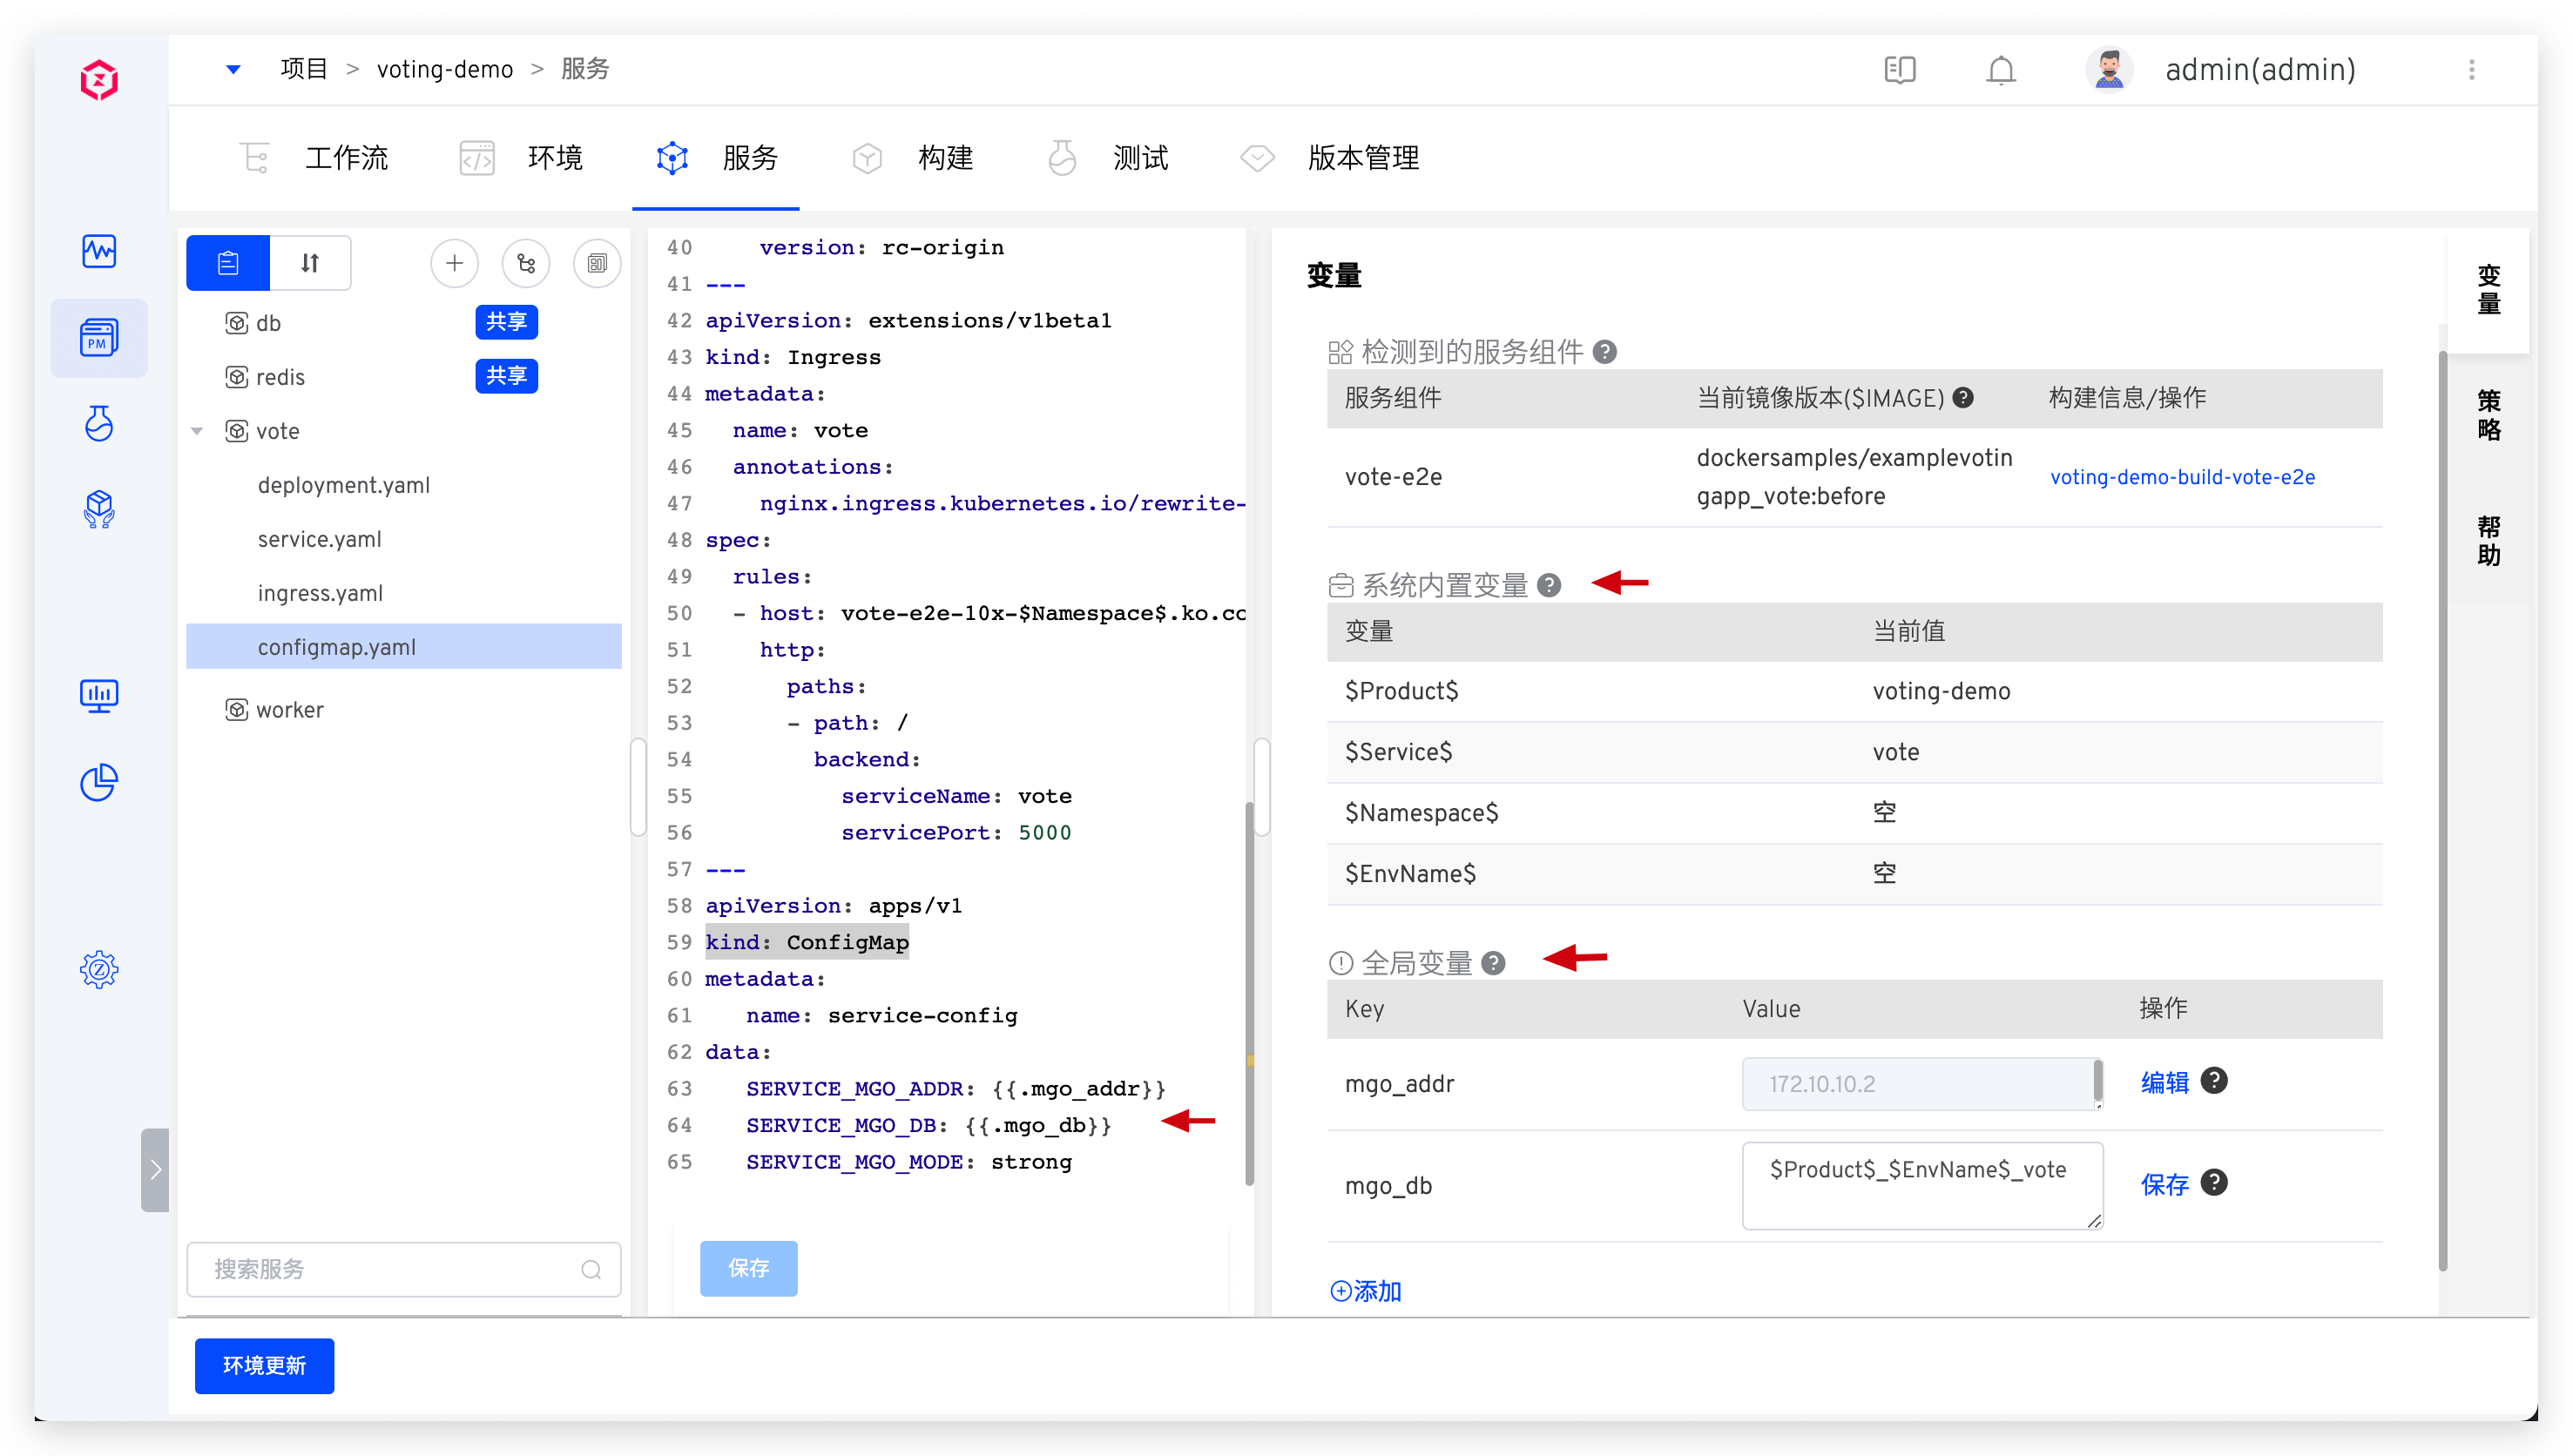 项目 > voting-demo > 服务
admin(admin)
工作流 环境 服务 构建 测试 版本管理
PM
db 共享
redis 共享
vote
deployment.yaml
service.yaml
ingress.yaml
configmap.yaml
worker
搜索服务
环境更新
40 version: rc-origin
41 ---
42 apiVersion: extensions/v1beta1
43 kind: Ingress
44 metadata:
45 name: vote
46 annotations:
47 nginx.ingress.kubernetes.io/rewrite-
48 spec:
49 rules:
50 - host: vote-e2e-10x-$Namespace$.ko.co
51 http:
52 paths:
53 - path: /
54 backend:
55 serviceName: vote
56 servicePort: 5000
57 ---
58 apiVersion: apps/v1
59 kind: ConfigMap
60 metadata:
61 name: service-config
62 data:
63 SERVICE_MGO_ADDR: {{.mgo_addr}}
64 SERVICE_MGO_DB: {{.mgo_db}}
65 SERVICE_MGO_MODE: strong
保存
变量
检测到的服务组件 ?
服务组件 当前镜像版本($IMAGE) ? 构建信息/操作
vote-e2e dockersamples/examplevotin
gapp_vote:before voting-demo-build-vote-e2e
系统内置变量 ?
变量 当前值
$Product$ voting-demo
$Service$ vote
$Namespace$ 空
$EnvName$ 空
全局变量 ?
Key Value 操作
mgo_addr 172.10.10.2 编辑 ?
mgo_db $Product$_$EnvName$_vote 保存 ?
添加
变量
策略
帮助